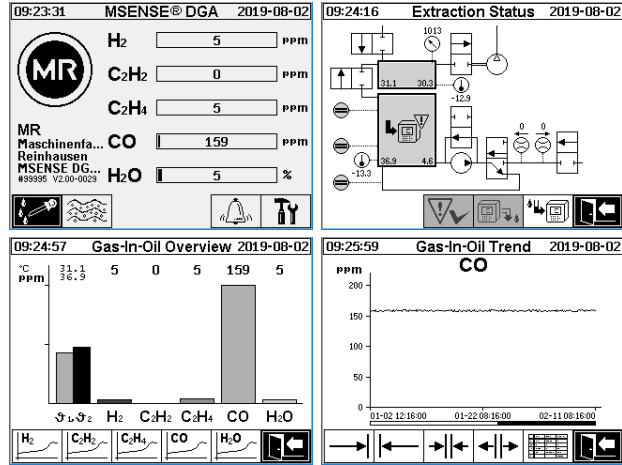 09:23:31 MSENSE® DGA 2019-08-02
H2 5 ppm
MR
C2H2 0 ppm
C2H4 5 ppm
MR
Maschinenfa...
Reinhausen
MSENSE DG...
#99995 V2.00-0029
CO 159 ppm
H2O 5 %
09:24:16 Extraction Status 2019-08-02
1013
31.1 30.3
-12.9
0 0
-13.3
36.9 4.6
09:24:57 Gas-In-Oil Overview 2019-08-02
°C
ppm
31.1
36.9
5 0 5 159 5
ϑ1,ϑ2 H2 C2H2 C2H4 CO H2O
H2 C2H2 C2H4 CO H2O
09:25:59 Gas-In-Oil Trend 2019-08-02
ppm CO
200
150
100
50
0
01-02 12:16:00 01-22 08:16:00 02-11 08:16:00